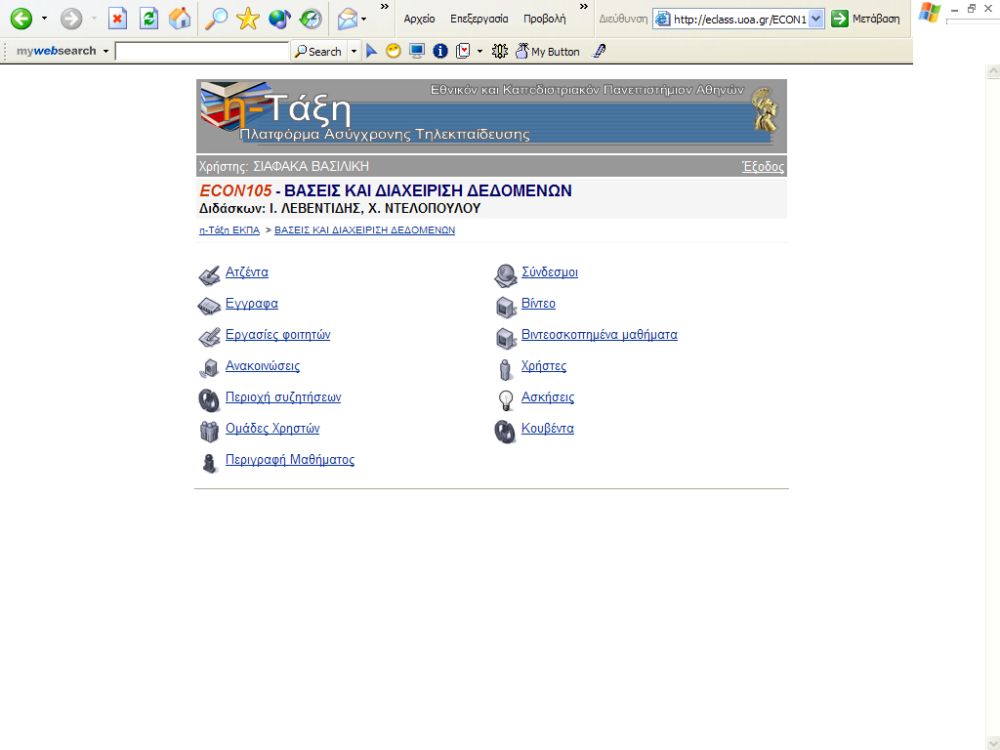 » Αρχείο Επεξεργασία Προβολή » Διεύθυνση http://eclass.uoa.gr/ECON1 Μετάβαση
mywebsearch Search My Button
Εθνικόν και Καποδιστριακόν Πανεπιστήμιον Αθηνών
η-Τάξη
Πλατφόρμα Ασύγχρονης Τηλεκπαίδευσης
Χρήστης: ΣΙΑΦΑΚΑ ΒΑΣΙΛΙΚΗ Έξοδος
ECON105 - ΒΑΣΕΙΣ ΚΑΙ ΔΙΑΧΕΙΡΙΣΗ ΔΕΔΟΜΕΝΩΝ
Διδάσκων: Ι. ΛΕΒΕΝΤΙΔΗΣ, Χ. ΝΤΕΛΟΠΟΥΛΟΥ
η-Τάξη ΕΚΠΑ > ΒΑΣΕΙΣ ΚΑΙ ΔΙΑΧΕΙΡΙΣΗ ΔΕΔΟΜΕΝΩΝ
Ατζέντα Σύνδεσμοι
Εγγραφα Βίντεο
Εργασίες φοιτητών Βιντεοσκοπημένα μαθήματα
Ανακοινώσεις Χρήστες
Περιοχή συζητήσεων Ασκήσεις
Ομάδες Χρηστών Κουβέντα
Περιγραφή Μαθήματος